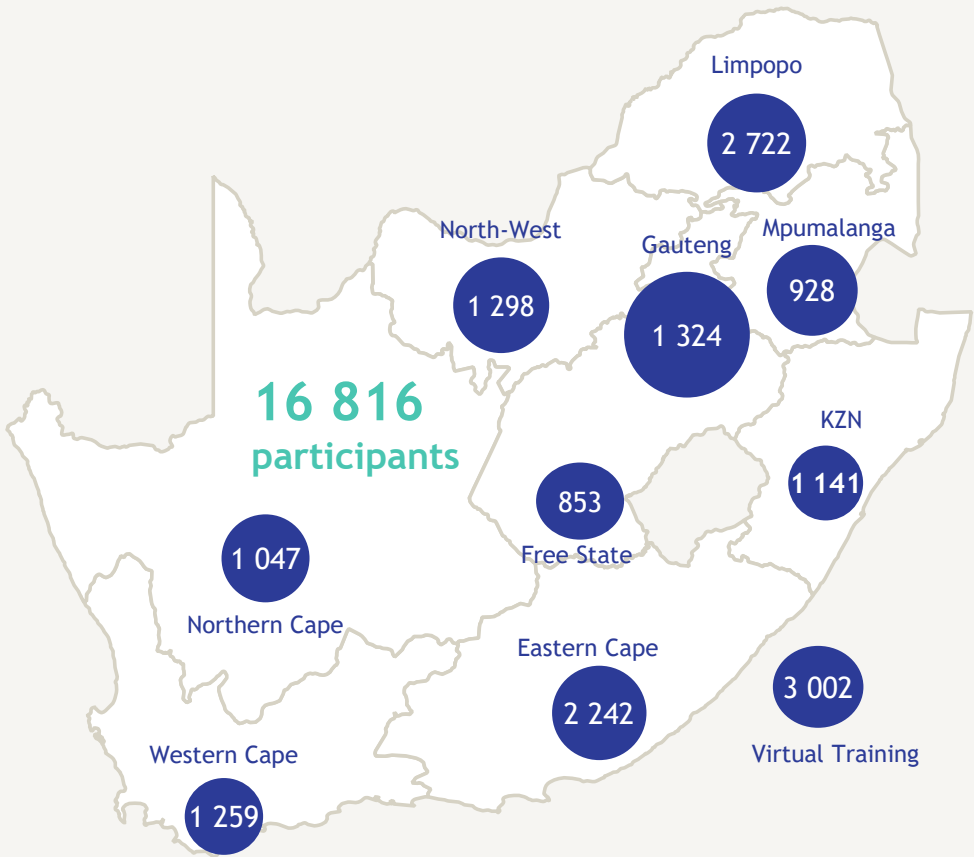 Limpopo
2 722
North-West
1 298
Gauteng
1 324
Mpumalanga
928
16 816
participants
KZN
1 141
853
Free State
1 047
Northern Cape
Eastern Cape
2 242
3 002
Virtual Training
Western Cape
1 259